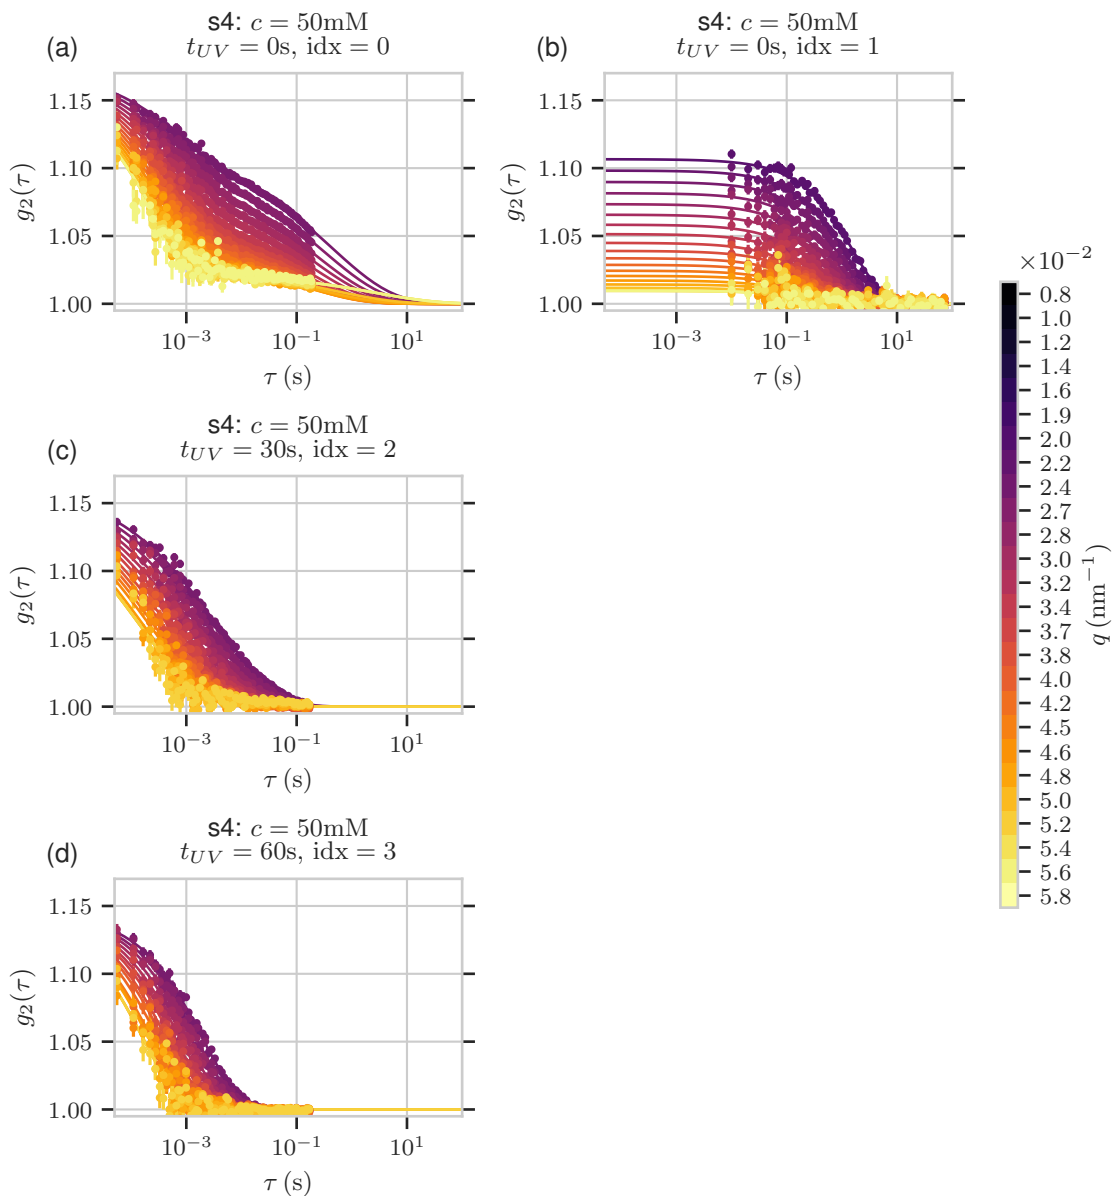 s4: c = 50mM
(a) t_UV = 0s, idx = 0
1.15
1.10
1.05
1.00
g₂(τ)
10⁻³ 10⁻¹ 10¹
τ (s)
s4: c = 50mM
(b) t_UV = 0s, idx = 1
1.15
1.10
1.05
1.00
g₂(τ)
10⁻³ 10⁻¹ 10¹
τ (s)
s4: c = 50mM
(c) t_UV = 30s, idx = 2
1.15
1.10
1.05
1.00
g₂(τ)
10⁻³ 10⁻¹ 10¹
τ (s)
s4: c = 50mM
(d) t_UV = 60s, idx = 3
1.15
1.10
1.05
1.00
g₂(τ)
10⁻³ 10⁻¹ 10¹
τ (s)
×10⁻²
0.8
1.0
1.2
1.4
1.6
1.9
2.0
2.2
2.4
2.6
2.8
3.0
3.2
3.4
3.7
3.8
4.0
4.2
4.4
4.6
4.8
5.0
5.2
5.4
5.6
5.8
q (nm⁻¹)